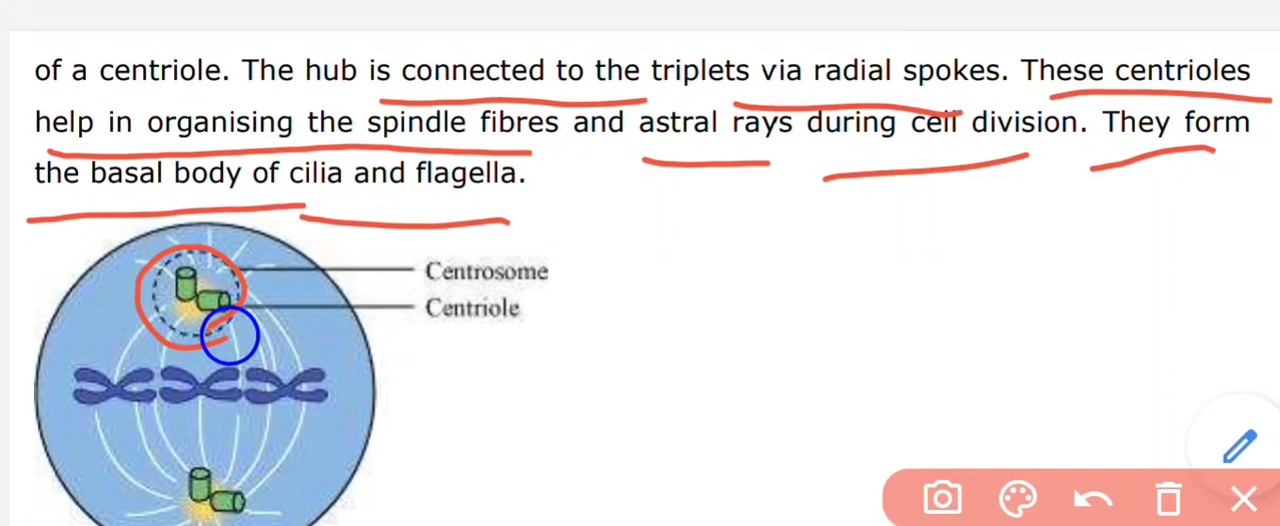 of a centriole. The hub is connected to the triplets via radial spokes. These centrioles
help in organising the spindle fibres and astral rays during cell division. They form
the basal body of cilia and flagella.
Centrosome
Centriole